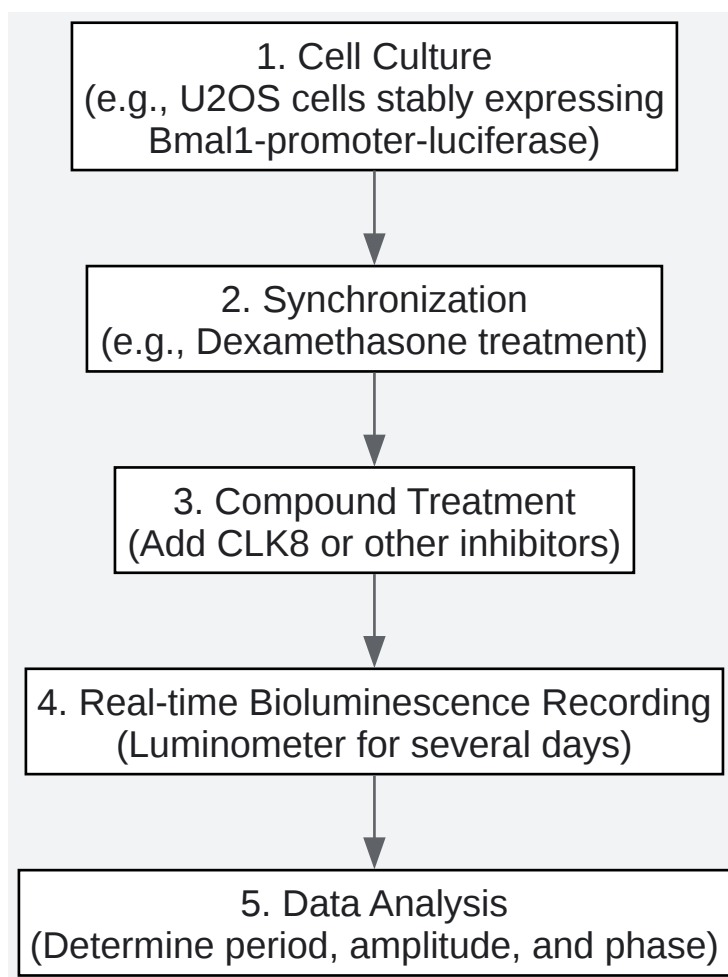 1. Cell Culture
(e.g., U2OS cells stably expressing
Bmal1-promoter-luciferase)
2. Synchronization
(e.g., Dexamethasone treatment)
3. Compound Treatment
(Add CLK8 or other inhibitors)
4. Real-time Bioluminescence Recording
(Luminometer for several days)
5. Data Analysis
(Determine period, amplitude, and phase)